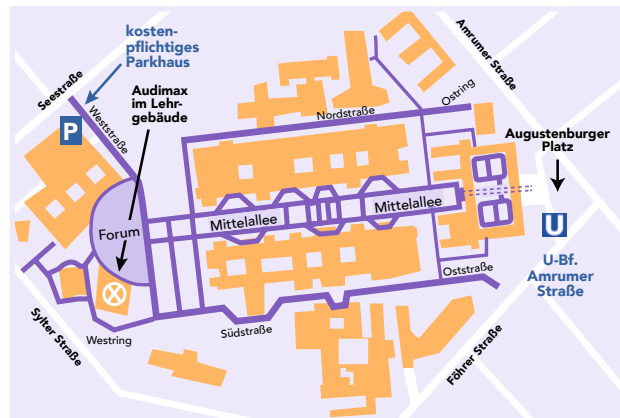 kosten-
pflichtiges
Parkhaus
Seestraße
Audimax
im Lehr-
gebäude
P
Weststraße
Amrumer Straße
Nordstraße
Ostring
Augustenburger
Platz
Mittelallee
Mittelallee
Forum
U
U-Bf.
Amrumer
Straße
Oststraße
Sylter Straße
Westring
Südstraße
Föhrer Straße